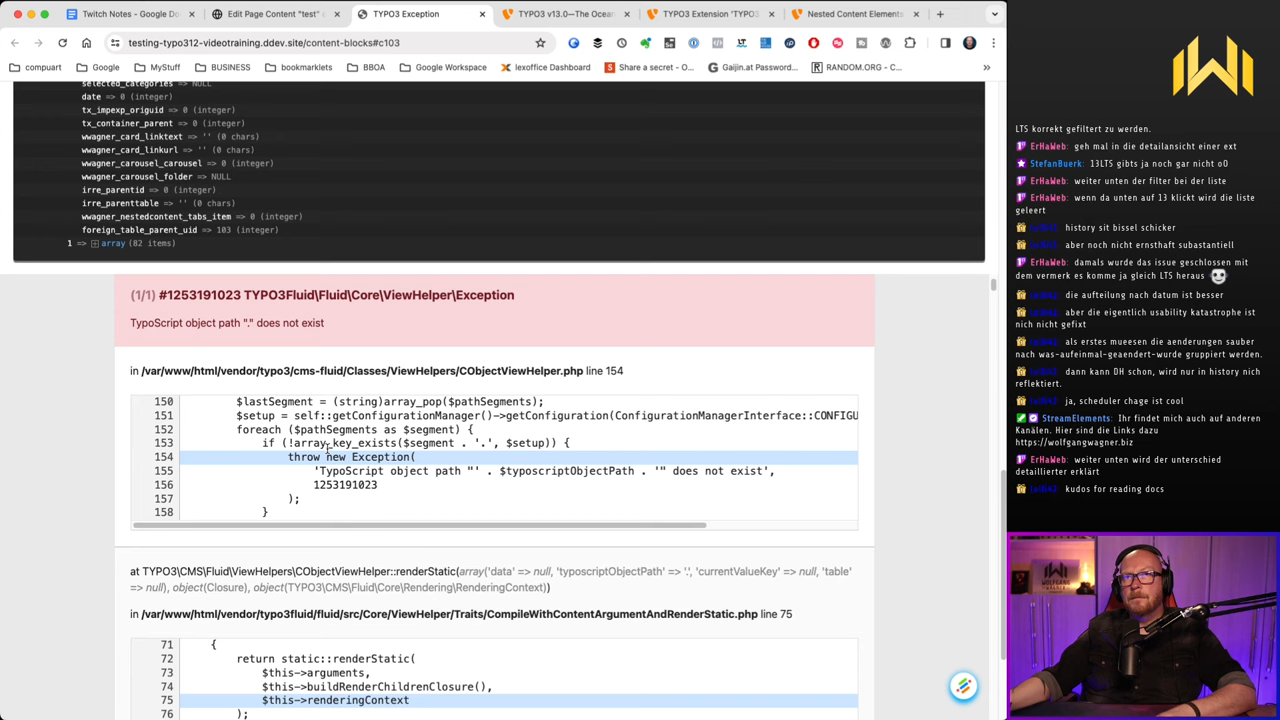 Twitch Notes - Google Do
Edit Page Content "test" o
TYPO3 Exception
TYPO3 v13.0—The Ocean
TYPO3 Extension 'TYPO3
Nested Content Elements
testing-typo312-videotraining.ddev.site/content-blocks#c103
compuart
Google
MyStuff
BUSINESS
bookmarklets
BBOA
Google Workspace
lexoffice Dashboard
Share a secret - O...
Gaijin.at Password...
RANDOM.ORG - C...
selected_categories => NULL
date => 0 (integer)
tx_impexp_origuid => 0 (integer)
tx_container_parent => 0 (integer)
wwagner_card_linktext => '' (0 chars)
wwagner_card_linkurl => '' (0 chars)
wwagner_carousel_carousel => 0 (integer)
wwagner_carousel_folder => NULL
irre_parentid => 0 (integer)
irre_parenttable => '' (0 chars)
wwagner_nestedcontent_tabs_item => 0 (integer)
foreign_table_parent_uid => 103 (integer)
1 => array (82 items)
(1/1) #1253191023 TYPO3Fluid\Fluid\Core\ViewHelper\Exception
TypoScript object path "." does not exist
in /var/www/html/vendor/typo3/cms-fluid/Classes/ViewHelpers/CObjectViewHelper.php line 154
150 $lastSegment = (string)array_pop($pathSegments);
151 $setup = self::getConfigurationManager()->getConfiguration(ConfigurationManagerInterface::CONFIGU
152 foreach ($pathSegments as $segment) {
153 if (!array_key_exists($segment . '.', $setup)) {
154 throw new Exception(
155 'TypoScript object path "' . $typoscriptObjectPath . '" does not exist',
156 1253191023
157 );
158 }
at TYPO3\CMS\Fluid\ViewHelpers\CObjectViewHelper::renderStatic(array('data' => null, 'typoscriptObjectPath' => '.', 'currentValueKey' => null, 'table'
=> null), object(Closure), object(TYPO3\CMS\Fluid\Core\Rendering\RenderingContext))
in /var/www/html/vendor/typo3fluid/fluid/src/Core/ViewHelper/Traits/CompileWithContentArgumentAndRenderStatic.php line 75
71 {
72 return static::renderStatic(
73 $this->arguments,
74 $this->buildRenderChildrenClosure(),
75 $this->renderingContext
76 );
LTS korrekt gefiltert zu werden.
ErHaWeb: geh mal in die detailansicht einer ext
StefanBuerk: 13LTS gibts ja noch gar nicht oO
ErHaWeb: weiter unten der filter bei der liste
ErHaWeb: wenn da unten auf 13 klickt wird die liste
geleert
history sit bissel schicker
aber noch nicht ernsthaft subastantiell
ErHaWeb: damals wurde das issue geschlossen mit
dem vermerk es komme ja gleich LTS heraus
die aufteilung nach datum ist besser
aber die eigentlich usability katastrophe ist
nich nicht gefixt
als erstes mueesen die aenderungen sauber
nach was-aufeinmal-geaendert-wurde gruppiert werden.
dann kann DH schon, wird nur in history nich
reflektiert.
ja, scheduler chage ist cool
StreamElements: Ihr findet mich auch auf anderen
Kanälen. Hier sind die Links dazu
https://wolfgangwagner.biz
ErHaWeb: weiter unten wird der unterschied
detaillierter erklärt
kudos for reading docs